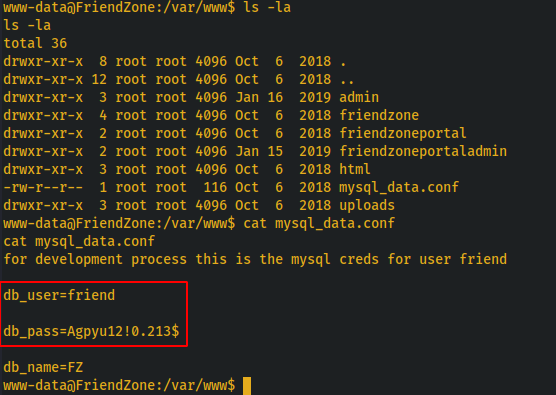 www-data@FriendZone:/var/www$ ls -la
ls -la
total 36
drwxr-xr-x  8 root root 4096 Oct  6  2018 .
drwxr-xr-x 12 root root 4096 Oct  6  2018 ..
drwxr-xr-x  3 root root 4096 Jan 16  2019 admin
drwxr-xr-x  4 root root 4096 Oct  6  2018 friendzone
drwxr-xr-x  2 root root 4096 Oct  6  2018 friendzoneportal
drwxr-xr-x  2 root root 4096 Jan 15  2019 friendzoneportaladmin
drwxr-xr-x  3 root root 4096 Oct  6  2018 html
-rw-r--r--  1 root root  116 Oct  6  2018 mysql_data.conf
drwxr-xr-x  3 root root 4096 Oct  6  2018 uploads
www-data@FriendZone:/var/www$ cat mysql_data.conf
cat mysql_data.conf
for development process this is the mysql creds for user friend
db_user=friend
db_pass=Agpyu12!0.213$
db_name=FZ
www-data@FriendZone:/var/www$